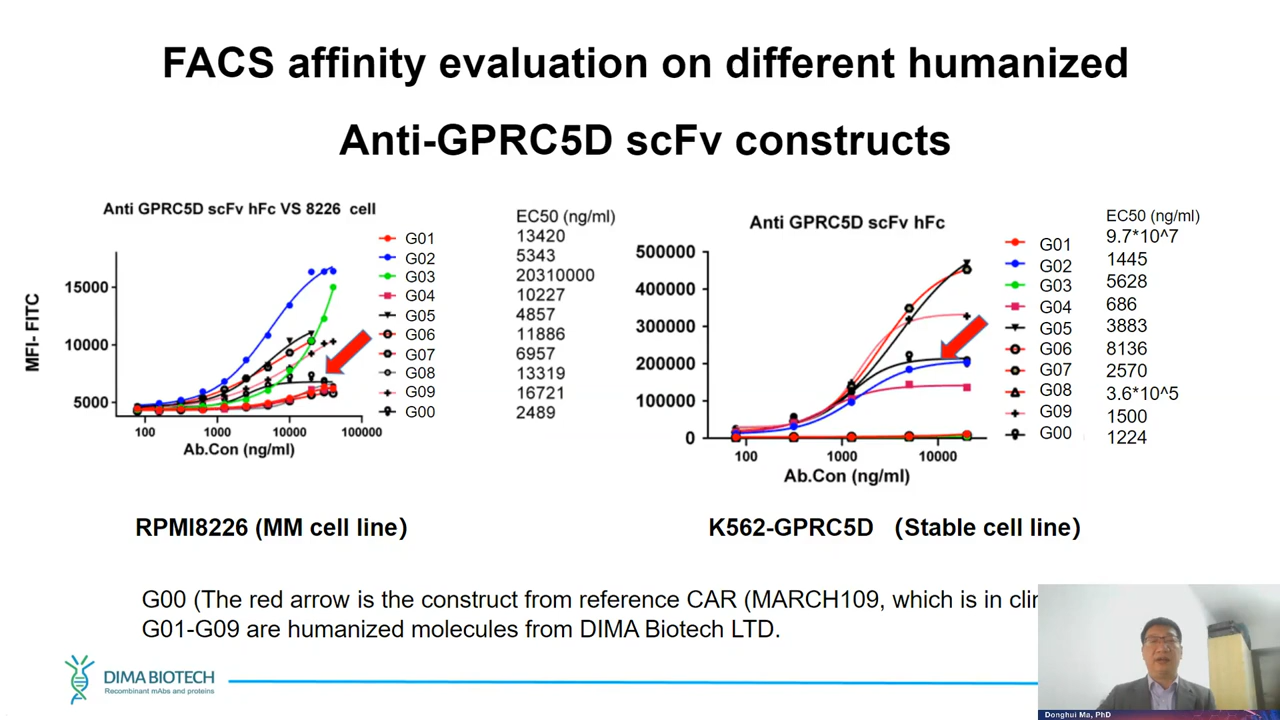 FACS affinity evaluation on different humanized
Anti-GPRC5D scFv constructs
Anti GPRC5D scFv hFc VS 8226 cell
MFI- FITC
15000
10000
5000
100
1000
10000
100000
Ab.Con (ng/ml)
G01
G02
G03
G04
G05
G06
G07
G08
G09
G00
EC50 (ng/ml)
13420
5343
20310000
10227
4857
11886
6957
13319
16721
2489
RPMI8226 (MM cell line)
Anti GPRC5D scFv hFc
500000
400000
300000
200000
100000
0
100
1000
10000
Ab.Con (ng/ml)
G01
G02
G03
G04
G05
G06
G07
G08
G09
G00
EC50 (ng/ml)
9.7*10^7
1445
5628
686
3883
8136
2570
3.6*10^5
1500
1224
K562-GPRC5D (Stable cell line)
G00 (The red arrow is the construct from reference CAR (MARCH109, which is in
G01-G09 are humanized molecules from DIMA Biotech LTD.
DIMA BIOTECH
Recombinant mAbs and proteins
Donghui Ma, PhD